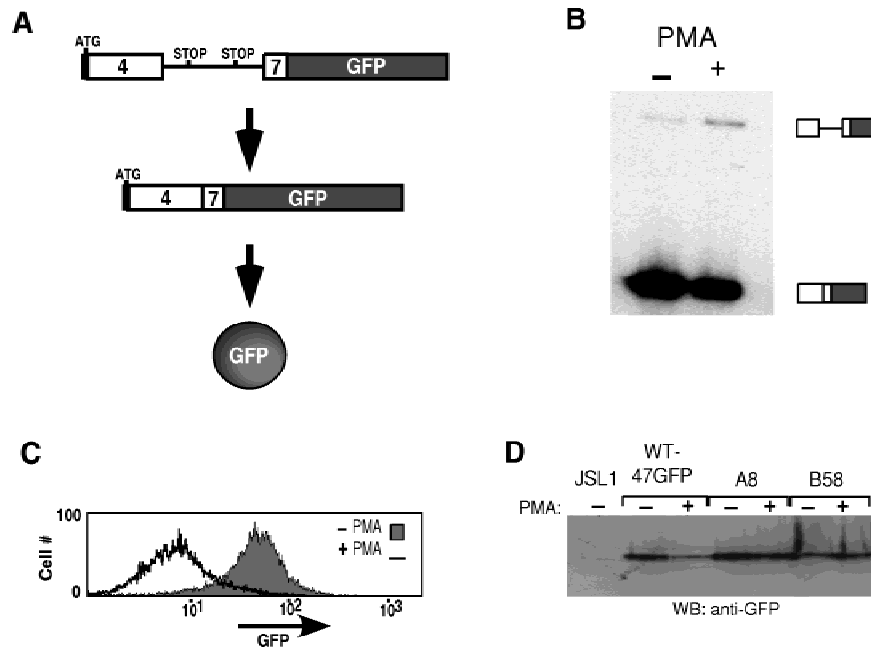 A
ATG
STOP STOP
4 7 GFP
ATG
4 7 GFP
GFP
B
PMA
– +
C
100
0
Cell #
– PMA
+ PMA
10¹ 10² 10³
GFP
D
WT-
JSL1 47GFP A8 B58
PMA: – – + – + – +
WB: anti-GFP